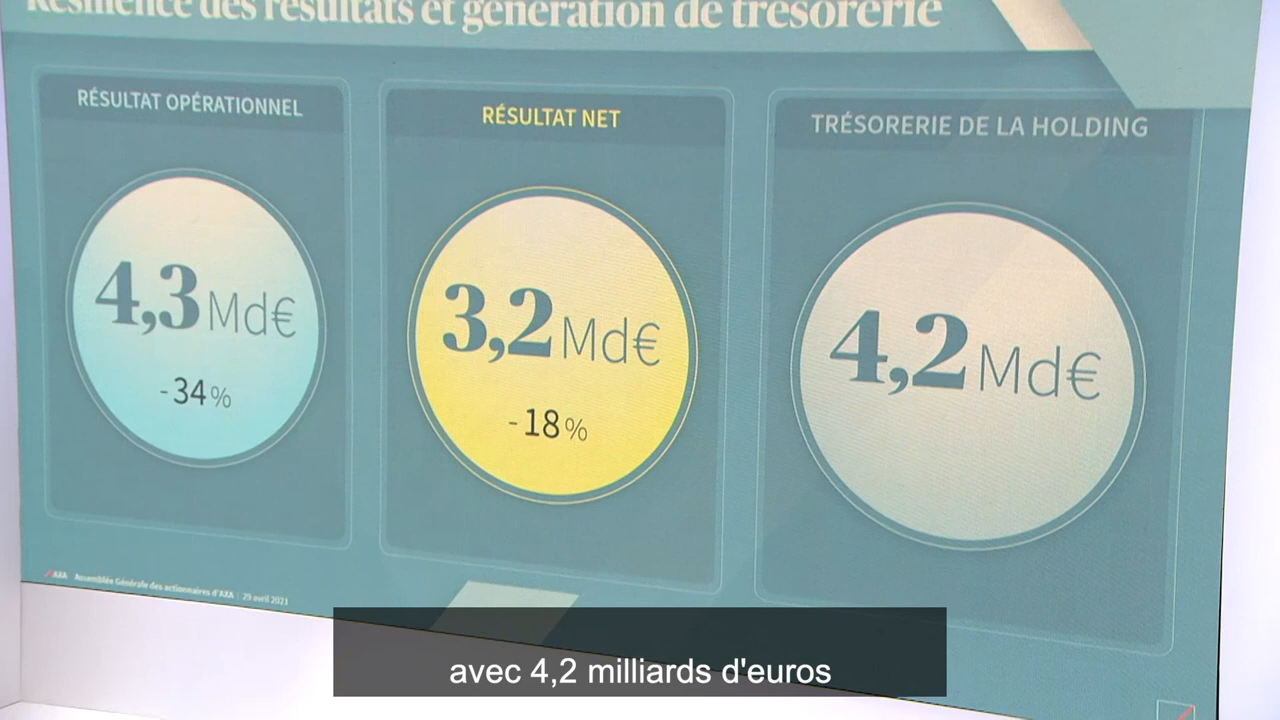 Résilience des résultats et génération de trésorerie
RÉSULTAT OPÉRATIONNEL
4,3 Md€
-34%
RÉSULTAT NET
3,2 Md€
-18%
TRÉSORERIE DE LA HOLDING
4,2 Md€
AXA Assemblée Générale des actionnaires d'AXA | 29 avril 2021
avec 4,2 milliards d'euros